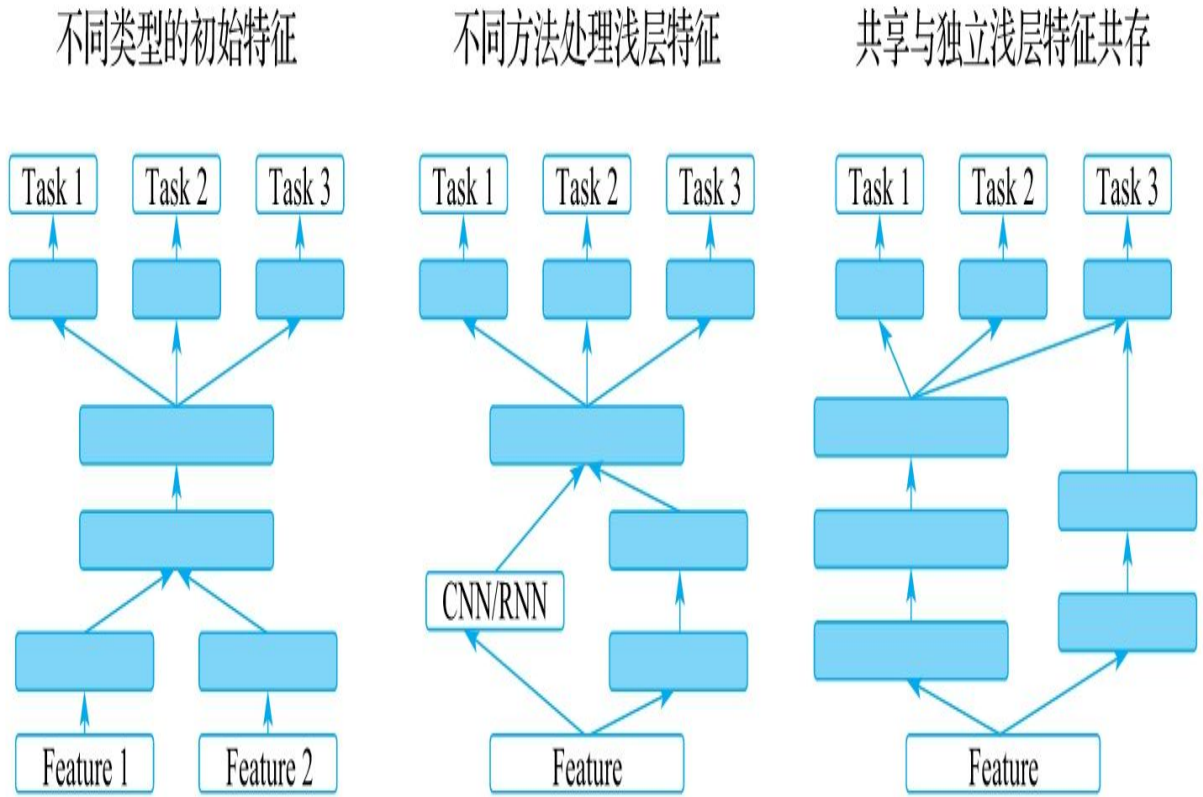 不同类型的初始特征
Task 1
Task 2
Task 3
Feature 1
Feature 2
不同方法处理浅层特征
Task 1
Task 2
Task 3
CNN/RNN
Feature
共享与独立浅层特征共存
Task 1
Task 2
Task 3
Feature